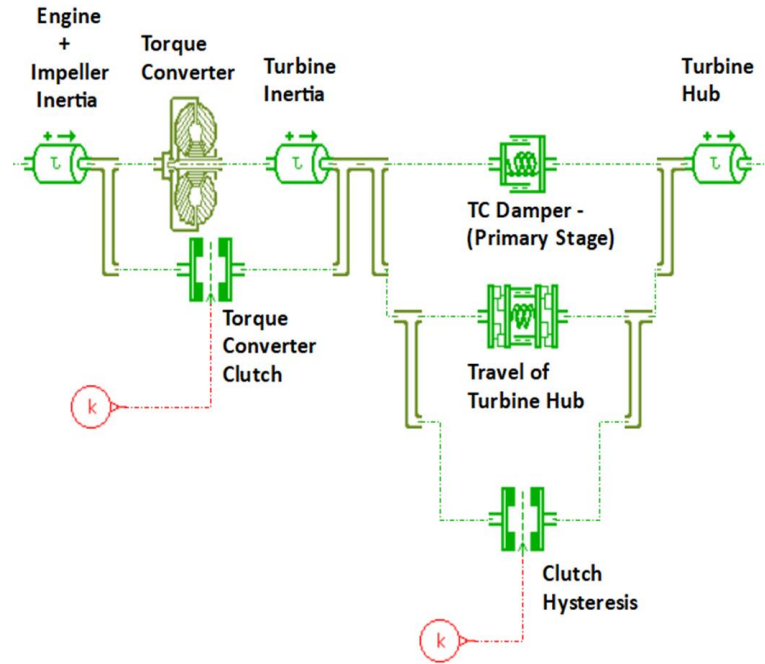 Engine
+
Impeller
Inertia
Torque
Converter
Turbine
Inertia
Turbine
Hub
+
τ
+
τ
+
τ
TC Damper -
(Primary Stage)
Torque
Converter
Clutch
k
Travel of
Turbine Hub
Clutch
Hysteresis
k